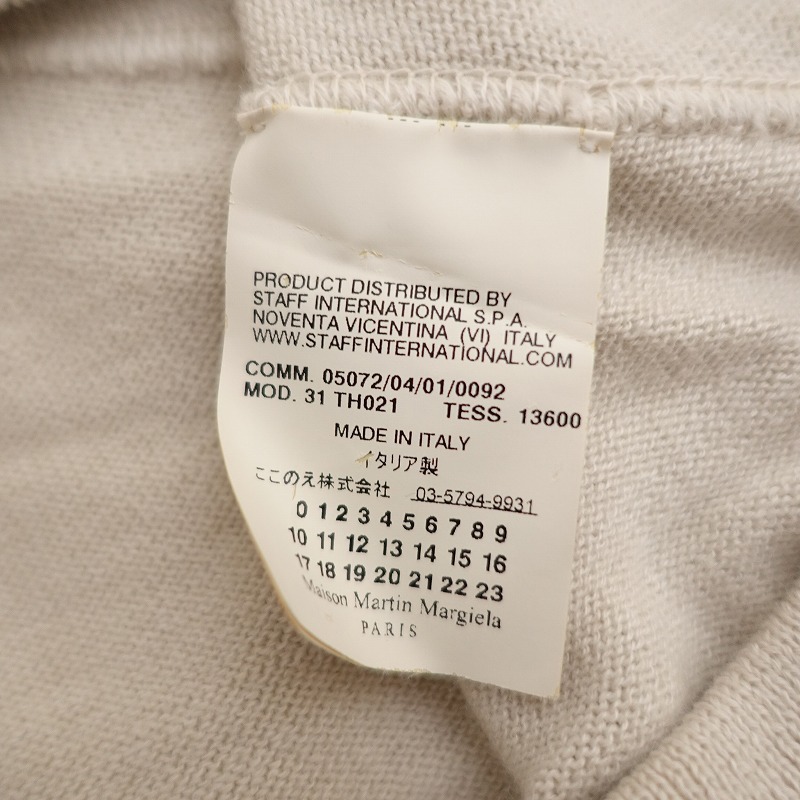 PRODUCT DISTRIBUTED BY
STAFF INTERNATIONAL S.P.A.
NOVENTA VICENTINA (VI) ITALY
WWW.STAFFINTERNATIONAL.COM
COMM. 05072/04/01/0092
MOD. 31 TH021 TESS. 13600
MADE IN ITALY
イタリア製
ここのえ株式会社 03-5794-9931
0 1 2 3 4 5 6 7 8 9
10 11 12 13 14 15 16
17 18 19 20 21 22 23
Maison Martin Margiela
PARIS